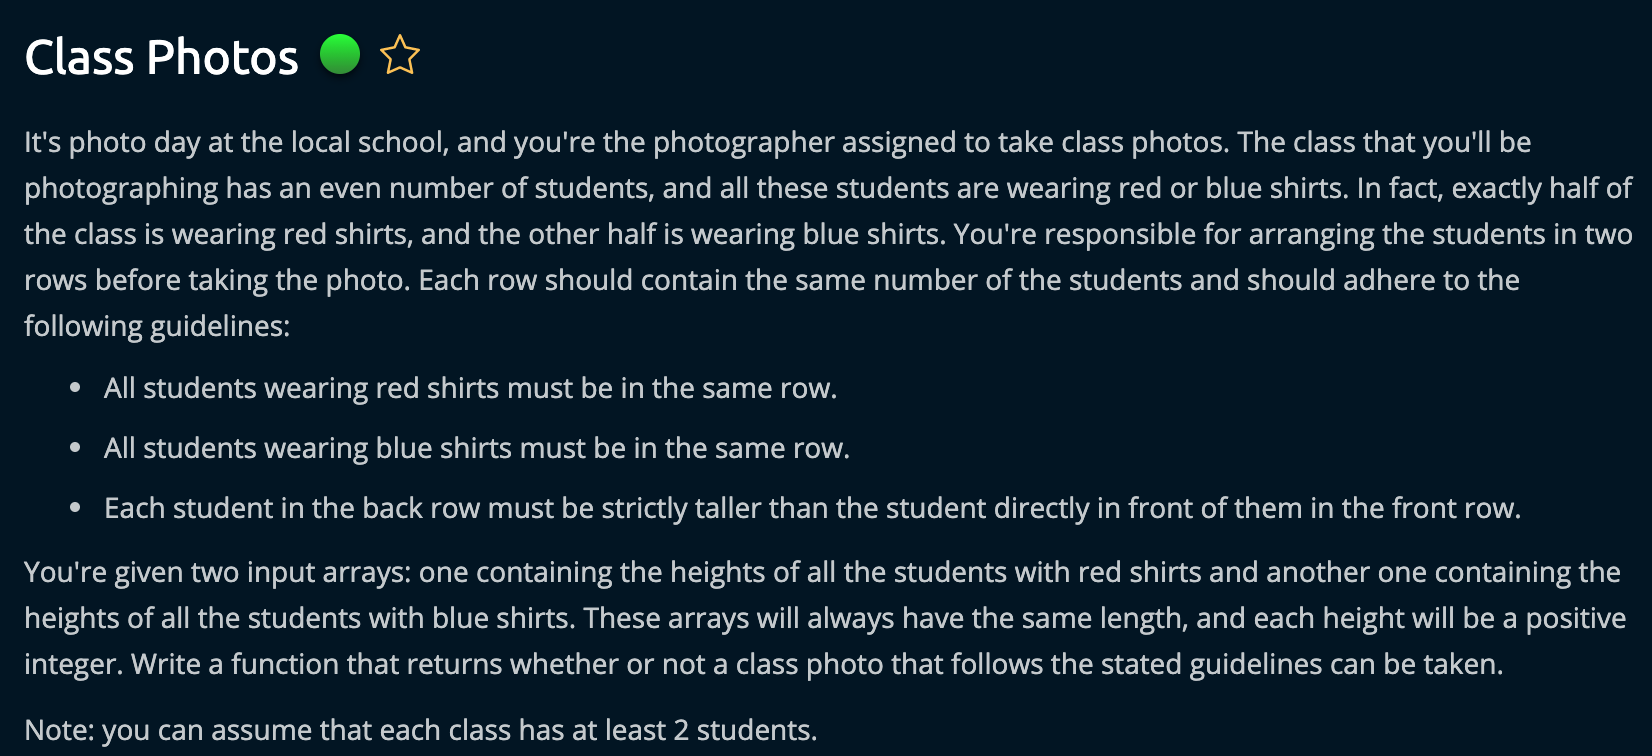 Class Photos
It's photo day at the local school, and you're the photographer assigned to take class photos. The class that you'll be
photographing has an even number of students, and all these students are wearing red or blue shirts. In fact, exactly half of
the class is wearing red shirts, and the other half is wearing blue shirts. You're responsible for arranging the students in two
rows before taking the photo. Each row should contain the same number of the students and should adhere to the
following guidelines:
• All students wearing red shirts must be in the same row.
• All students wearing blue shirts must be in the same row.
• Each student in the back row must be strictly taller than the student directly in front of them in the front row.
You're given two input arrays: one containing the heights of all the students with red shirts and another one containing the
heights of all the students with blue shirts. These arrays will always have the same length, and each height will be a positive
integer. Write a function that returns whether or not a class photo that follows the stated guidelines can be taken.
Note: you can assume that each class has at least 2 students.